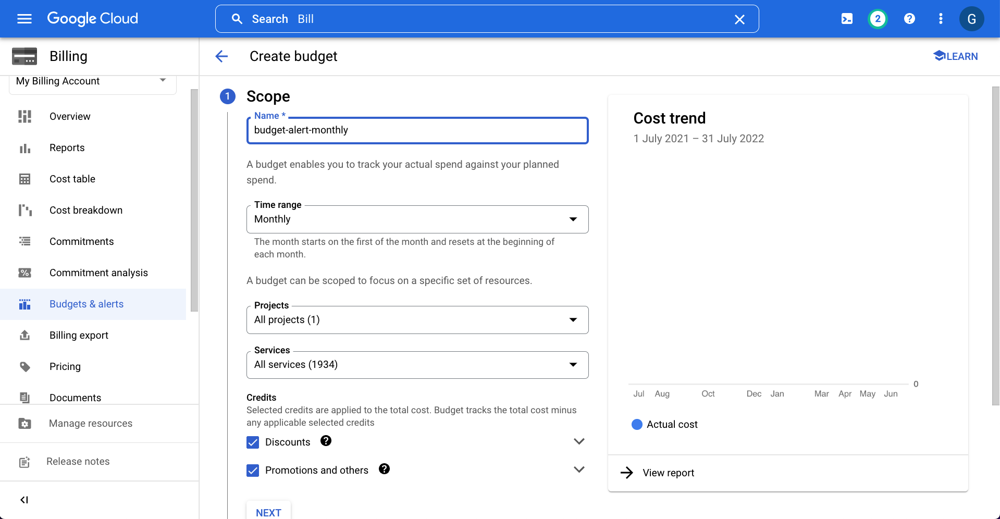 Google Cloud
Search Bill
2
?
G
Billing
My Billing Account
Overview
Reports
Cost table
Cost breakdown
Commitments
Commitment analysis
Budgets & alerts
Billing export
Pricing
Documents
Manage resources
Release notes
Create budget
LEARN
1 Scope
Name *
budget-alert-monthly
A budget enables you to track your actual spend against your planned
spend.
Time range
Monthly
The month starts on the first of the month and resets at the beginning of
each month.
A budget can be scoped to focus on a specific set of resources.
Projects
All projects (1)
Services
All services (1934)
Credits
Selected credits are applied to the total cost. Budget tracks the total cost minus
any applicable selected credits
Discounts ?
Promotions and others ?
NEXT
Cost trend
1 July 2021 – 31 July 2022
0
Jul Aug Oct Dec Jan Mar Apr May Jun
Actual cost
View report